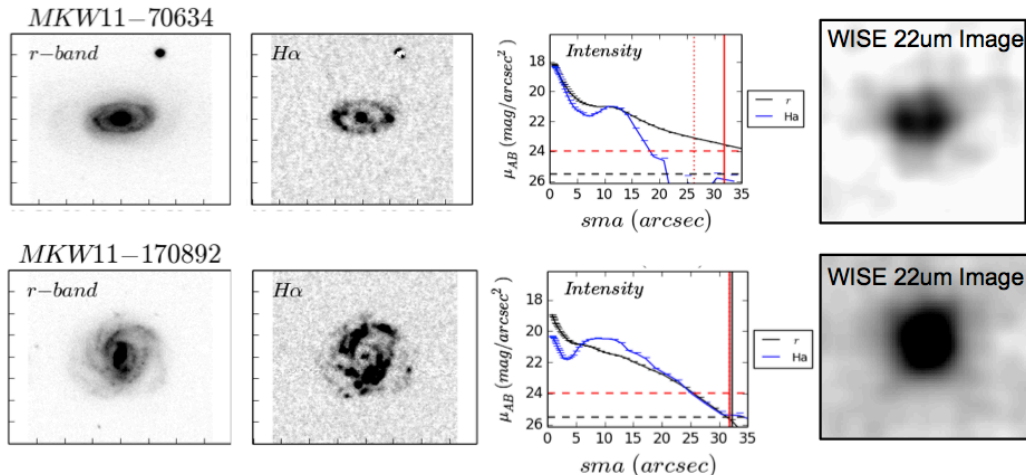 MKW11−70634
r−band
Hα
Intensity
18
20
22
24
26
μAB (mag/arcsec²)
0 5 10 15 20 25 30 35
sma (arcsec)
r
Ha
WISE 22um Image
MKW11−170892
r−band
Hα
Intensity
18
20
22
24
26
μAB (mag/arcsec²)
0 5 10 15 20 25 30 35
sma (arcsec)
r
Ha
WISE 22um Image